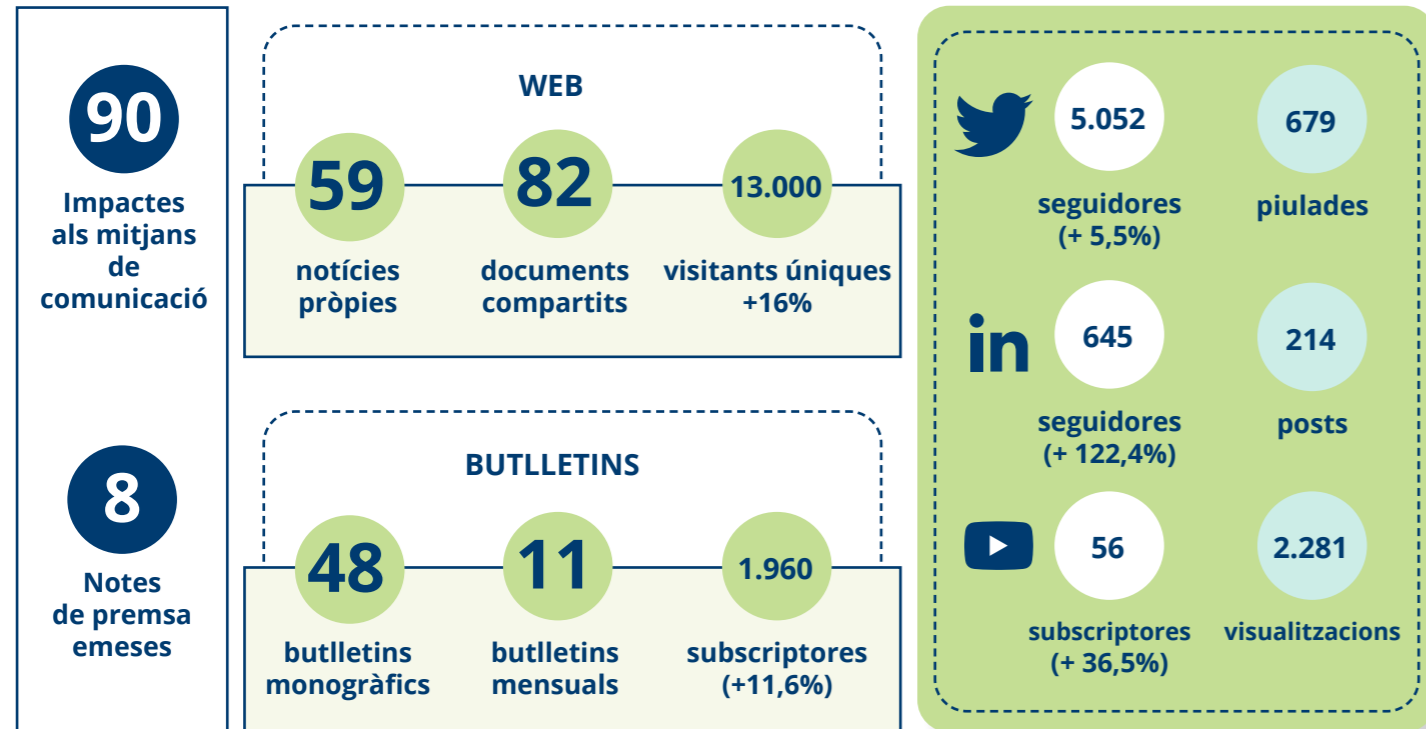 90
Impactes
als mitjans
de
comunicació
8
Notes
de premsa
emeses
WEB
59
notícies
pròpies
82
documents
compartits
13.000
visitants úniques
+16%
BUTLLETINS
48
butlletins
monogràfics
11
butlletins
mensuals
1.960
subscriptores
(+11,6%)
5.052
seguidores
(+ 5,5%)
679
piulades
in
645
seguidores
(+ 122,4%)
214
posts
56
subscriptores
(+ 36,5%)
2.281
visualitzacions